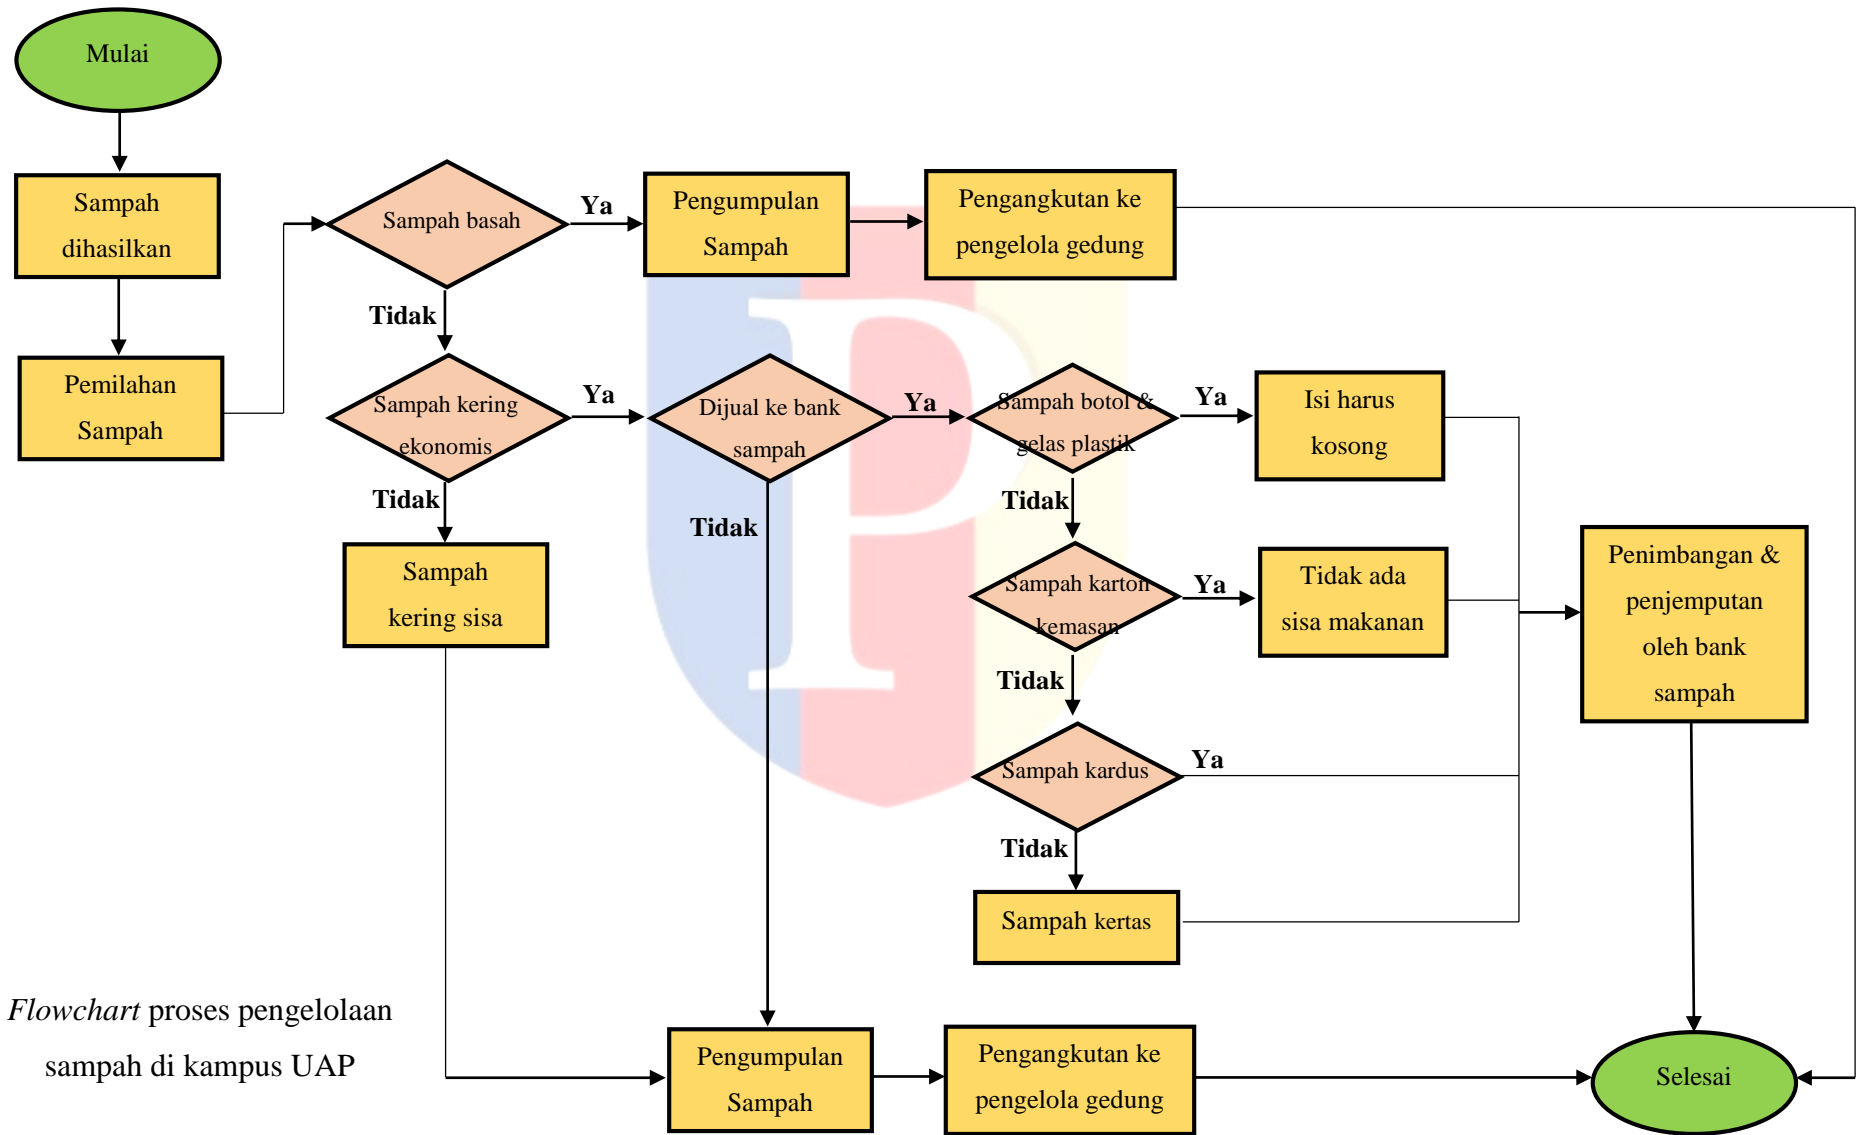 Mulai
Sampah
dihasilkan
Pemilahan
Sampah
Sampah basah
Ya
Pengumpulan
Sampah
Pengangkutan ke
pengelola gedung
Tidak
Sampah kering
ekonomis
Ya
Dijual ke bank
sampah
Ya
Sampah botol &
gelas plastik
Ya
Isi harus
kosong
Tidak
Sampah
kering sisa
Tidak
Tidak
Sampah karton
kemasan
Ya
Tidak ada
sisa makanan
Penimbangan &
penjemputan
oleh bank
sampah
Tidak
Sampah kardus
Ya
Tidak
Sampah kertas
Flowchart proses pengelolaan
sampah di kampus UAP
Pengumpulan
Sampah
Pengangkutan ke
pengelola gedung
Selesai
P